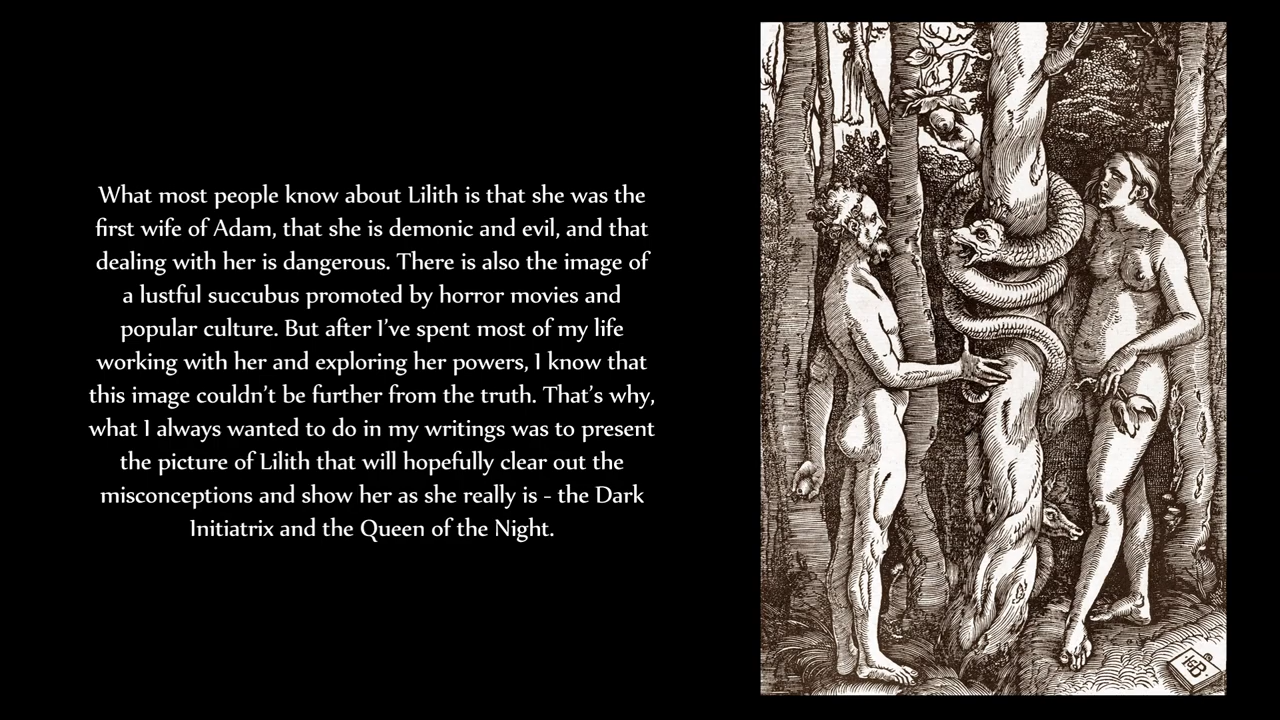 What most people know about Lilith is that she was the
first wife of Adam, that she is demonic and evil, and that
dealing with her is dangerous. There is also the image of
a lustful succubus promoted by horror movies and
popular culture. But after I’ve spent most of my life
working with her and exploring her powers, I know that
this image couldn’t be further from the truth. That’s why,
what I always wanted to do in my writings was to present
the picture of Lilith that will hopefully clear out the
misconceptions and show her as she really is - the Dark
Initiatrix and the Queen of the Night.
HGB